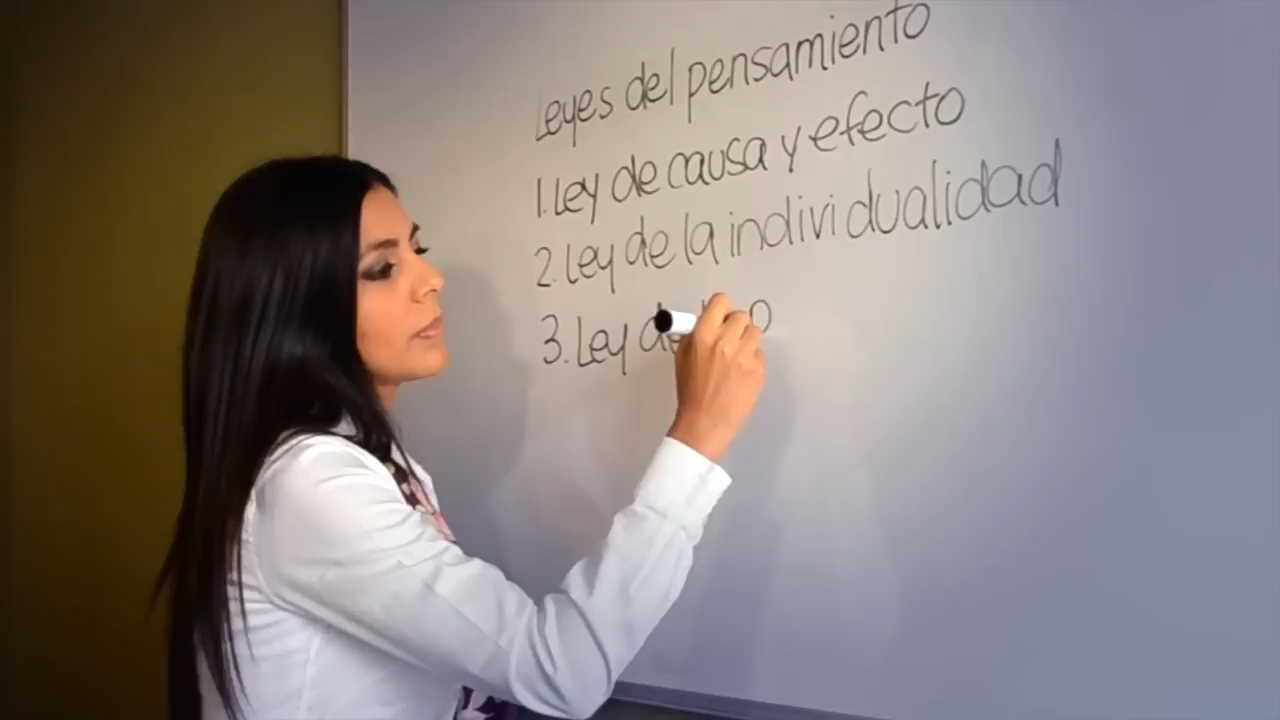 Leyes del pensamiento
1. Ley de causa y efecto
2. Ley de la individualidad
3. Ley de